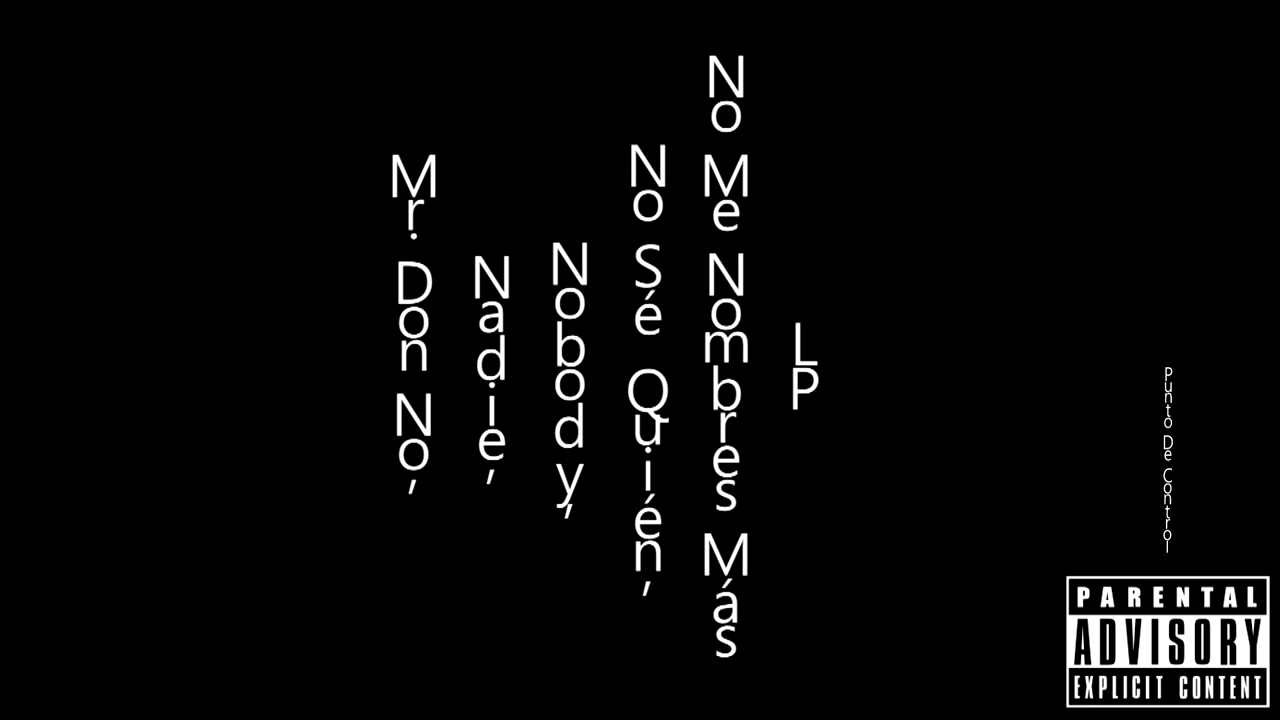 Mr. Don No,
Nadie,
Nobody,
No Sé Quién,
No Me Nombres Más
LP
Punto De Control
PARENTAL
ADVISORY
EXPLICIT CONTENT